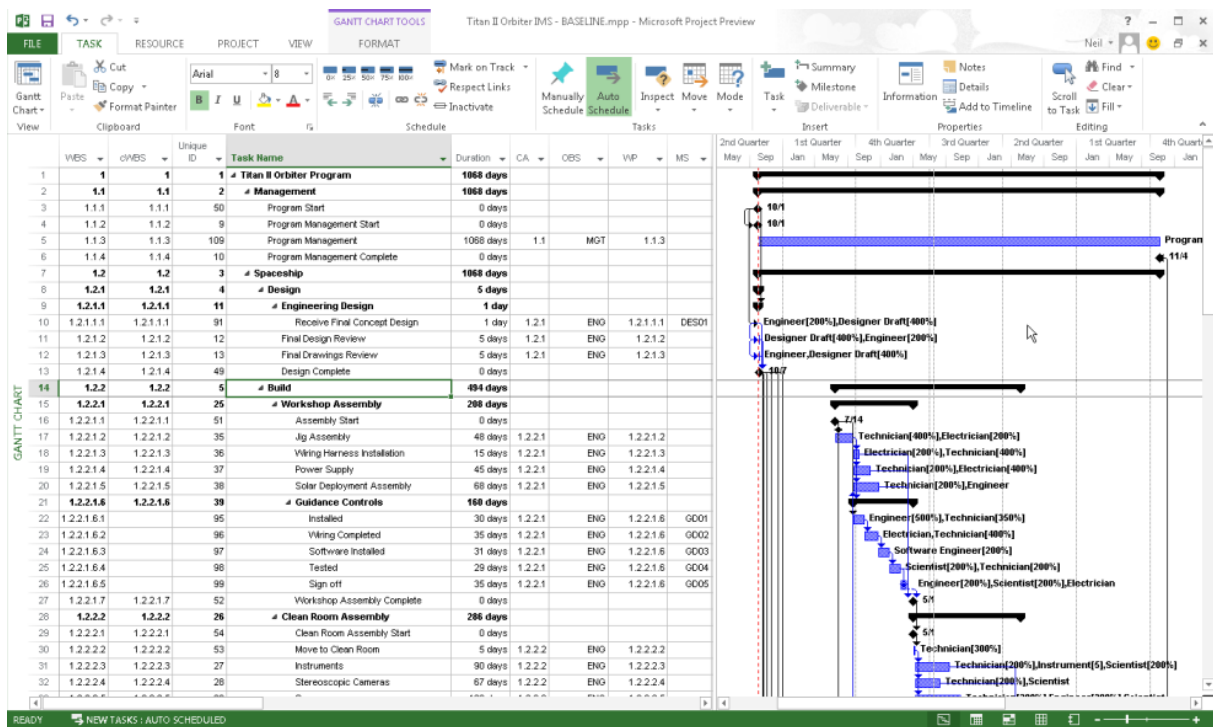 GANTT CHART TOOLS Titan II Orbiter IMS - BASELINE.mpp - Microsoft Project Preview ?
FILE TASK RESOURCE PROJECT VIEW FORMAT Neil
Gantt Chart Paste Cut Copy Format Painter Arial 8 B I U A 0% 25% 50% 75% 100% Mark on Track Respect Links Inactivate Manually Schedule Auto Schedule Inspect Move Mode Task Summary Milestone Deliverable Information Notes Details Add to Timeline Scroll to Task Find Clear Fill
View Clipboard Font Schedule Tasks Insert Properties Editing
2nd Quarter 1st Quarter 4th Quarter 3rd Quarter 2nd Quarter 1st Quarter 4th Quart
WBS cWBS Unique ID Task Name Duration CA OBS WP MS May Sep Jan May Sep Jan May Sep Jan May Sep Jan May Sep Jan
1 1 1 1 Titan II Orbiter Program 1068 days
2 1.1 1.1 2 Management 1068 days
3 1.1.1 1.1.1 50 Program Start 0 days 10/1
4 1.1.2 1.1.2 9 Program Management Start 0 days 10/1
5 1.1.3 1.1.3 109 Program Management 1068 days 1.1 MGT 1.1.3 Program
6 1.1.4 1.1.4 10 Program Management Complete 0 days 11/4
7 1.2 1.2 3 Spaceship 1068 days
8 1.2.1 1.2.1 4 Design 5 days
9 1.2.1.1 1.2.1.1 11 Engineering Design 1 day
10 1.2.1.1.1 1.2.1.1.1 91 Receive Final Concept Design 1 day 1.2.1 ENG 1.2.1.1.1 DES01 Engineer[200%],Designer Draft[400%]
11 1.2.1.2 1.2.1.2 12 Final Design Review 5 days 1.2.1 ENG 1.2.1.2 Designer Draft[400%],Engineer[200%]
12 1.2.1.3 1.2.1.3 13 Final Drawings Review 5 days 1.2.1 ENG 1.2.1.3 Engineer,Designer Draft[400%]
13 1.2.1.4 1.2.1.4 49 Design Complete 0 days 10/7
14 1.2.2 1.2.2 5 Build 494 days
15 1.2.2.1 1.2.2.1 25 Workshop Assembly 208 days
16 1.2.2.1.1 1.2.2.1.1 51 Assembly Start 0 days 7/14
17 1.2.2.1.2 1.2.2.1.2 35 Jig Assembly 48 days 1.2.2.1 ENG 1.2.2.1.2 Technician[400%],Electrician[200%]
18 1.2.2.1.3 1.2.2.1.3 36 Wiring Harness Installation 15 days 1.2.2.1 ENG 1.2.2.1.3 Electrician[200%],Technician[400%]
19 1.2.2.1.4 1.2.2.1.4 37 Power Supply 45 days 1.2.2.1 ENG 1.2.2.1.4 Technician[200%],Electrician[400%]
20 1.2.2.1.5 1.2.2.1.5 38 Solar Deployment Assembly 68 days 1.2.2.1 ENG 1.2.2.1.5 Technician[200%],Engineer
21 1.2.2.1.6 1.2.2.1.6 39 Guidance Controls 160 days
22 1.2.2.1.6.1 95 Installed 30 days 1.2.2.1 ENG 1.2.2.1.6 GD01 Engineer[500%],Technician[350%]
23 1.2.2.1.6.2 96 Wiring Completed 35 days 1.2.2.1 ENG 1.2.2.1.6 GD02 Electrician,Technician[400%]
24 1.2.2.1.6.3 97 Software Installed 31 days 1.2.2.1 ENG 1.2.2.1.6 GD03 Software Engineer[200%]
25 1.2.2.1.6.4 98 Tested 29 days 1.2.2.1 ENG 1.2.2.1.6 GD04 Scientist[200%],Technician[200%]
26 1.2.2.1.6.5 99 Sign off 35 days 1.2.2.1 ENG 1.2.2.1.6 GD05 Engineer[200%],Scientist[200%],Electrician
27 1.2.2.1.7 1.2.2.1.7 52 Workshop Assembly Complete 0 days 5/1
28 1.2.2.2 1.2.2.2 26 Clean Room Assembly 286 days
29 1.2.2.2.1 1.2.2.2.1 54 Clean Room Assembly Start 0 days 5/1
30 1.2.2.2.2 1.2.2.2.2 53 Move to Clean Room 5 days 1.2.2.2 ENG 1.2.2.2.2 Technician[300%]
31 1.2.2.2.3 1.2.2.2.3 27 Instruments 90 days 1.2.2.2 ENG 1.2.2.2.3 Technician[200%],Instrument[5],Scientist[200%]
32 1.2.2.2.4 1.2.2.2.4 28 Stereoscopic Cameras 67 days 1.2.2.2 ENG 1.2.2.2.4 Technician[200%],Scientist
GANTT CHART
READY NEW TASKS : AUTO SCHEDULED